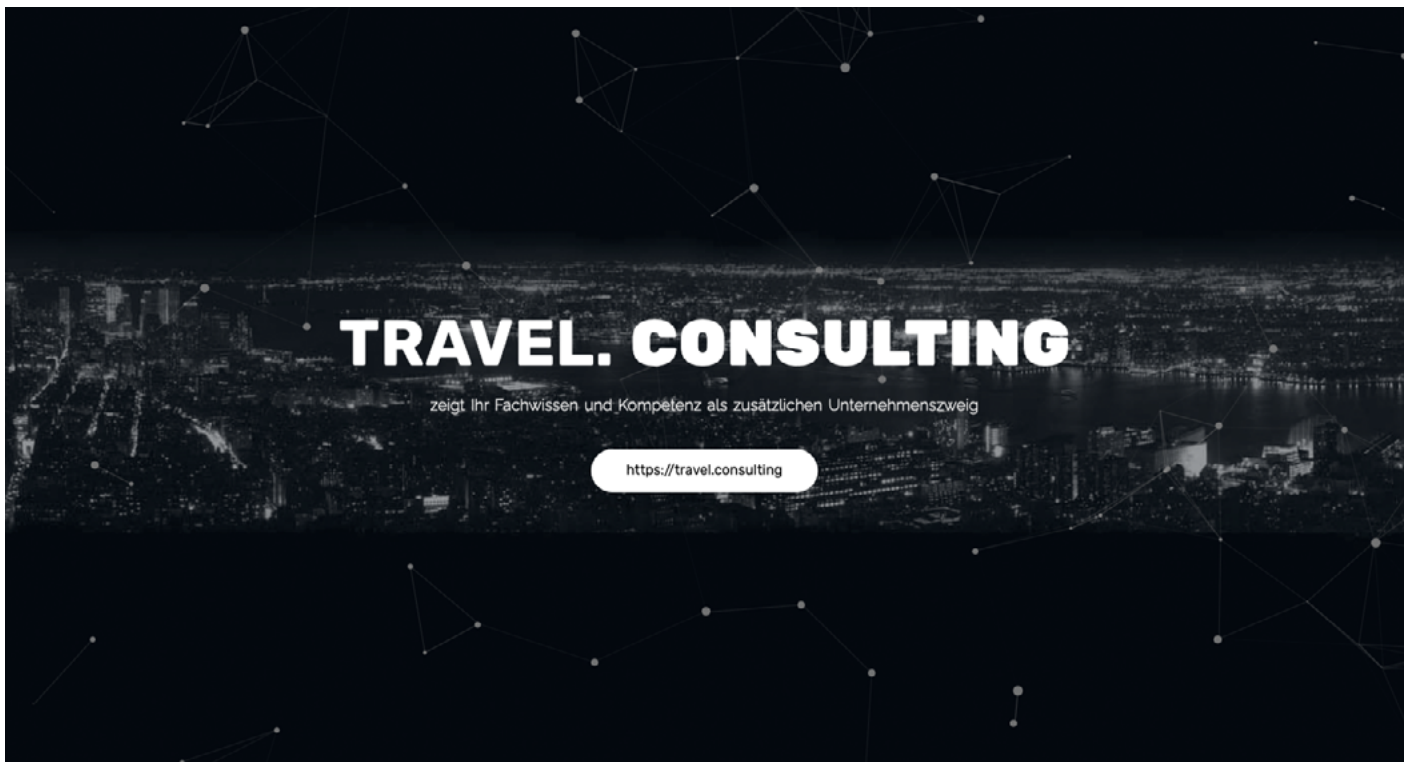 TRAVEL. CONSULTING
zeigt Ihr Fachwissen und Kompetenz als zusätzlichen Unternehmenszweig
https://travel.consulting